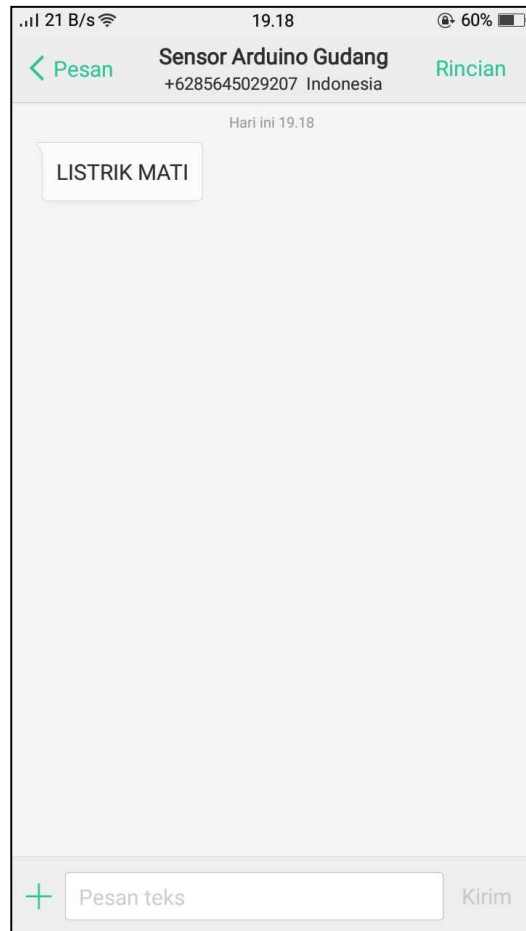 21 B/s 19.18 60%
Pesan Sensor Arduino Gudang Rincian
+6285645029207 Indonesia
Hari ini 19.18
LISTRIK MATI
Pesan teks Kirim